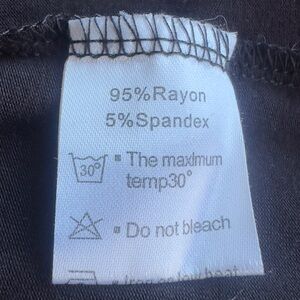 95%Rayon
5%Spandex
30°
▪ The maximum
temp30°
▪ Do not bleach